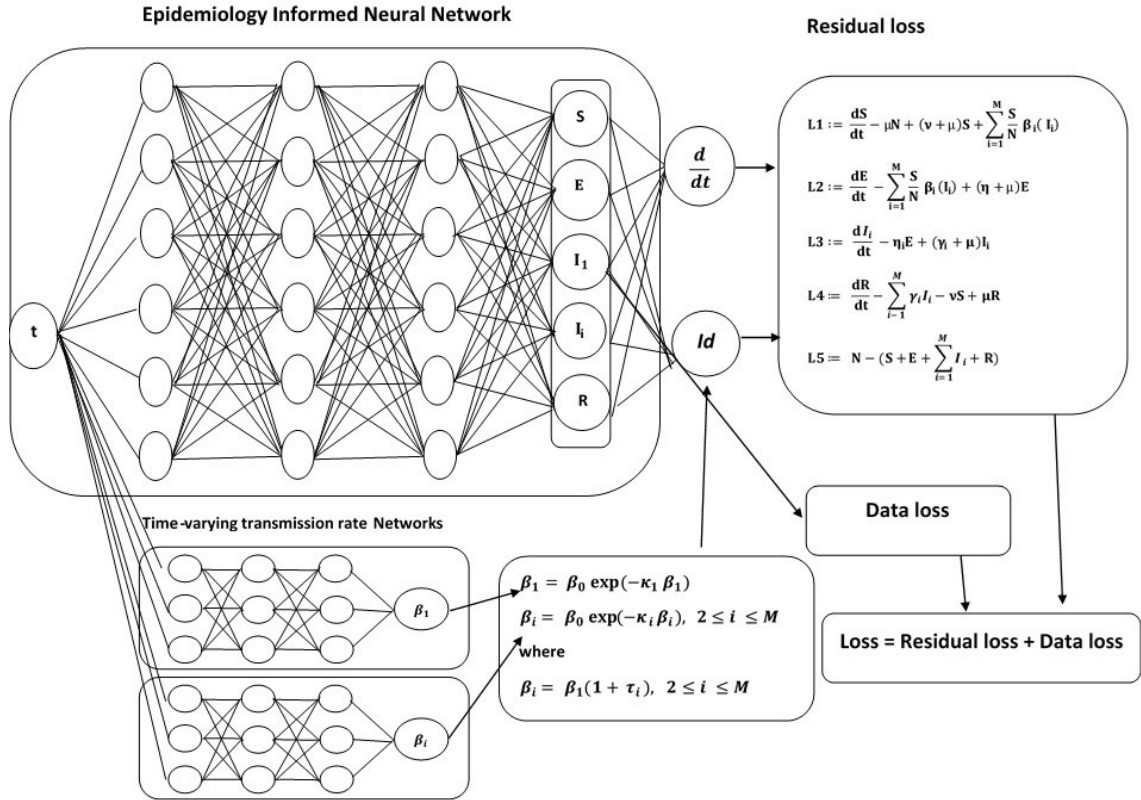 Epidemiology Informed Neural Network
Residual loss
t
S
E
I₁
Iᵢ
R
d/dt
Id
L1 := dS/dt − μN + (ν + μ)S + ∑_{i=1}^{M} S/N βᵢ( Iᵢ)
L2 := dE/dt − ∑_{i=1}^{M} S/N βᵢ(Iᵢ) + (η + μ)E
L3 := dIᵢ/dt − ηᵢE + (γᵢ + μ)Iᵢ
L4 := dR/dt − ∑_{i=1}^{M} γᵢIᵢ − νS + μR
L5 := N − (S + E + ∑_{i=1}^{M} Iᵢ + R)
Data loss
Loss = Residual loss + Data loss
Time-varying transmission rate Networks
β₁
βᵢ
β₁ = β₀ exp(−κ₁ β₁)
βᵢ = β₀ exp(−κᵢ βᵢ), 2 ≤ i ≤ M
where
βᵢ = β₁(1 + τᵢ), 2 ≤ i ≤ M